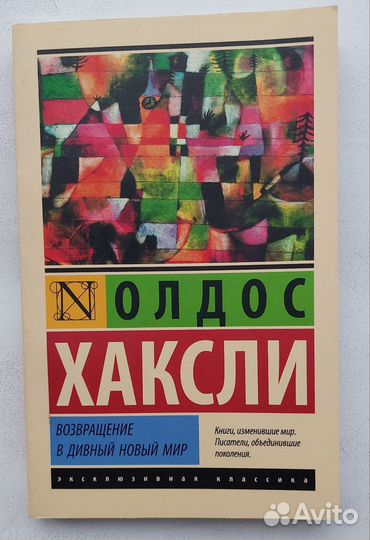 N ОЛДОС
ХАКСЛИ
ВОЗВРАЩЕНИЕ
В ДИВНЫЙ НОВЫЙ МИР
Книги, изменившие мир.
Писатели, объединившие
поколения.
эксклюзивная классика
Avito